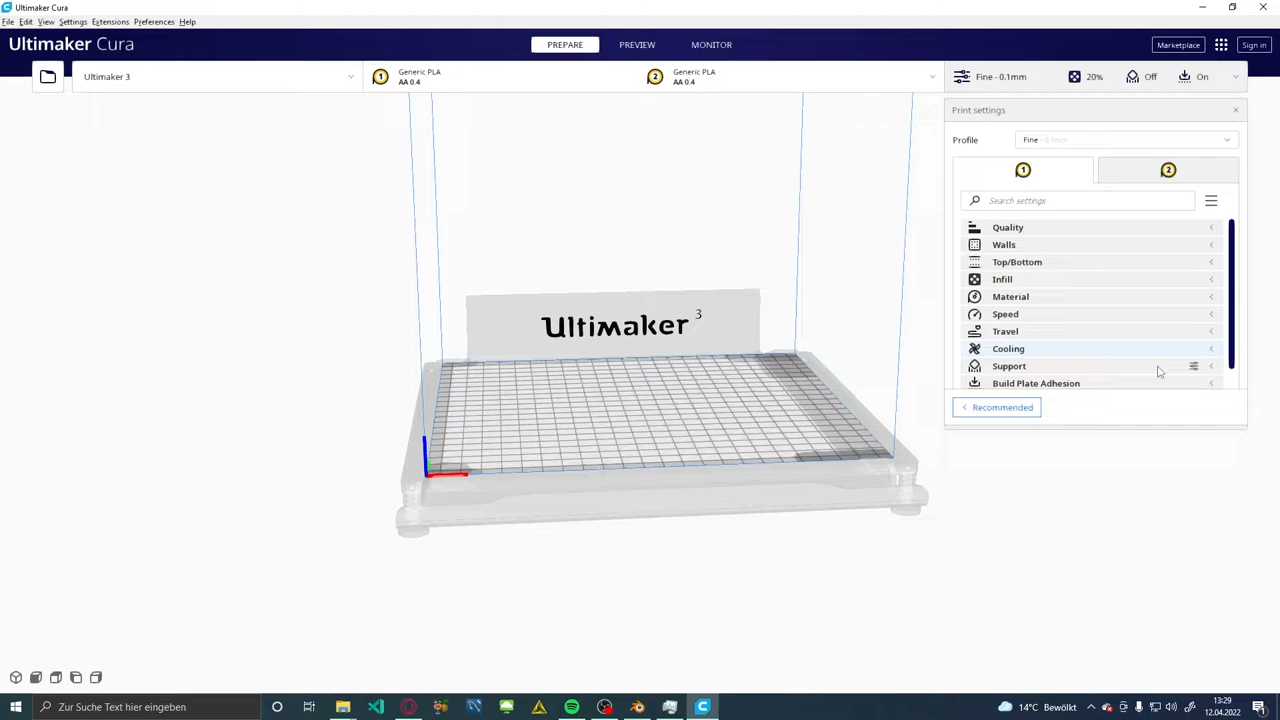 Ultimaker Cura
File Edit View Settings Extensions Preferences Help
Ultimaker Cura
PREPARE PREVIEW MONITOR
Marketplace Sign in
Ultimaker 3
1 Generic PLA
AA 0.4
2 Generic PLA
AA 0.4
Fine - 0.1mm 20% Off On
Print settings
Profile Fine - 0.1mm
1 2
Search settings
Quality
Walls
Top/Bottom
Infill
Material
Speed
Travel
Cooling
Support
Build Plate Adhesion
Recommended
Ultimaker 3
Zur Suche Text hier eingeben
14°C Bewölkt
13:29
12.04.2022
1